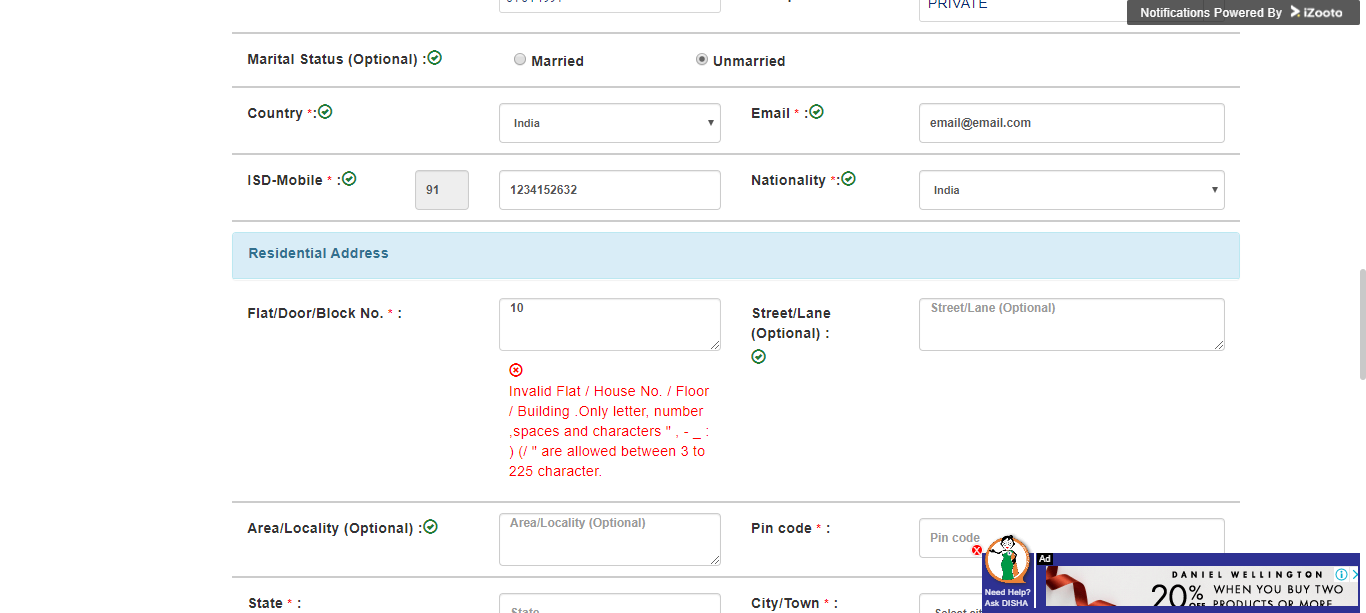 PRIVATE
Notifications Powered By iZooto
Marital Status (Optional) :
Married
Unmarried
Country *:
India
Email * :
email@email.com
ISD-Mobile * :
91
1234152632
Nationality *:
India
Residential Address
Flat/Door/Block No. * :
10
Street/Lane
(Optional) :
Street/Lane (Optional)
Invalid Flat / House No. / Floor
/ Building .Only letter, number
,spaces and characters " , - _ :
) (/ " are allowed between 3 to
225 character.
Area/Locality (Optional) :
Area/Locality (Optional)
Pin code * :
Pin code
Need Help?
Ask DISHA
Ad
DANIEL WELLINGTON
20% OFF
WHEN YOU BUY TWO
PRODUCTS OR MORE
State * :
State
City/Town * :